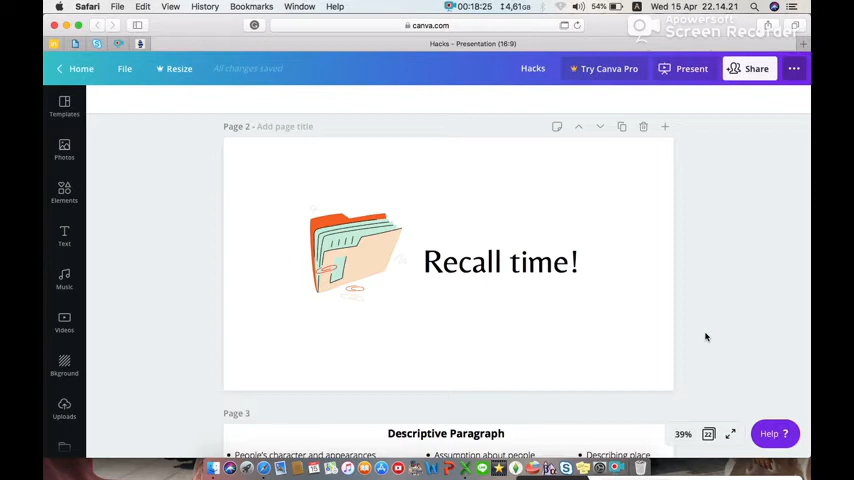 Safari File Edit View History Bookmarks Window Help 00:18:25 4,61GB 54% A Wed 15 Apr 22.14.21
Apowersoft
Screen Recorder
canva.com
Hacks - Presentation (16:9)
Home File Resize All changes saved Hacks Try Canva Pro Present Share
Templates
Photos
Elements
Text
Music
Videos
Bkground
Uploads
Page 2 - Add page title
Recall time!
Page 3
Descriptive Paragraph
People's character and appearances Assumption about people Describing place
39% 22 Help ?